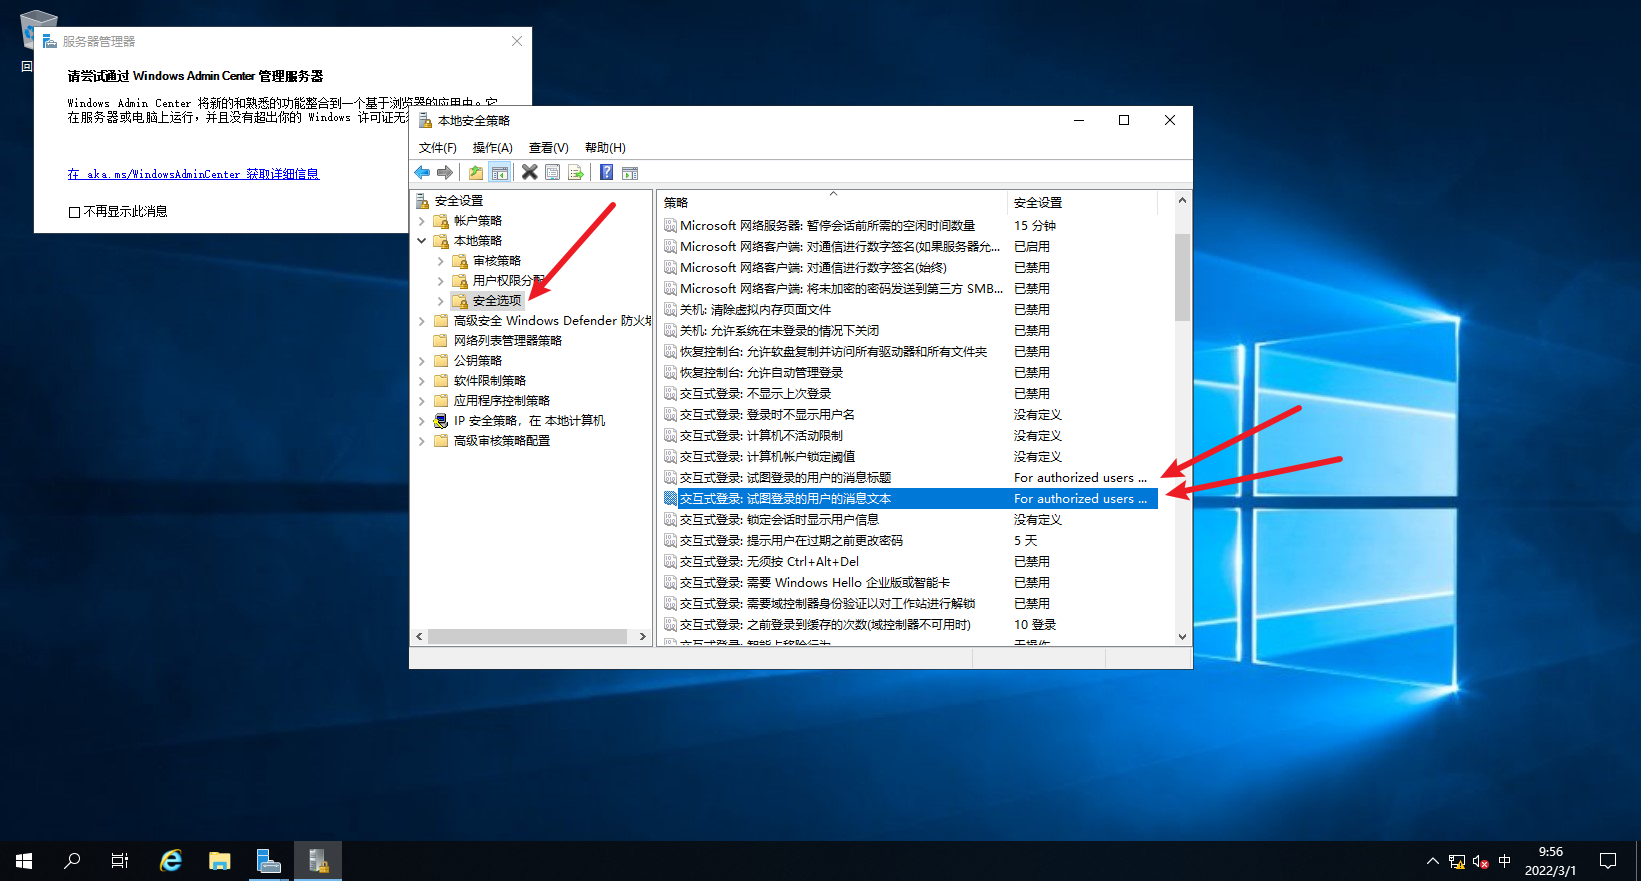 回
服务器管理器
请尝试通过 Windows Admin Center 管理服务器
Windows Admin Center 将新的和熟悉的功能整合到一个基于浏览器的应用中。它
在服务器或电脑上运行，并且没有超出你的 Windows 许可证无
在 aka.ms/WindowsAdminCenter 获取详细信息
不再显示此消息
本地安全策略
文件(F) 操作(A) 查看(V) 帮助(H)
安全设置
帐户策略
本地策略
审核策略
用户权限分配
安全选项
高级安全 Windows Defender 防火墙
网络列表管理器策略
公钥策略
软件限制策略
应用程序控制策略
IP 安全策略，在 本地计算机
高级审核策略配置
策略 安全设置
Microsoft 网络服务器: 暂停会话前所需的空闲时间数量 15 分钟
Microsoft 网络客户端: 对通信进行数字签名(如果服务器允... 已启用
Microsoft 网络客户端: 对通信进行数字签名(始终) 已禁用
Microsoft 网络客户端: 将未加密的密码发送到第三方 SMB... 已禁用
关机: 清除虚拟内存页面文件 已禁用
关机: 允许系统在未登录的情况下关闭 已禁用
恢复控制台: 允许软盘复制并访问所有驱动器和所有文件夹 已禁用
恢复控制台: 允许自动管理登录 已禁用
交互式登录: 不显示上次登录 已禁用
交互式登录: 登录时不显示用户名 没有定义
交互式登录: 计算机不活动限制 没有定义
交互式登录: 计算机帐户锁定阈值 没有定义
交互式登录: 试图登录的用户的消息标题 For authorized users ...
交互式登录: 试图登录的用户的消息文本 For authorized users ...
交互式登录: 锁定会话时显示用户信息 没有定义
交互式登录: 提示用户在过期之前更改密码 5 天
交互式登录: 无须按 Ctrl+Alt+Del 已禁用
交互式登录: 需要 Windows Hello 企业版或智能卡 已禁用
交互式登录: 需要域控制器身份验证以对工作站进行解锁 已禁用
交互式登录: 之前登录到缓存的次数(域控制器不可用时) 10 登录
交互式登录: 智能卡移除行为 无操作
中
9:56
2022/3/1